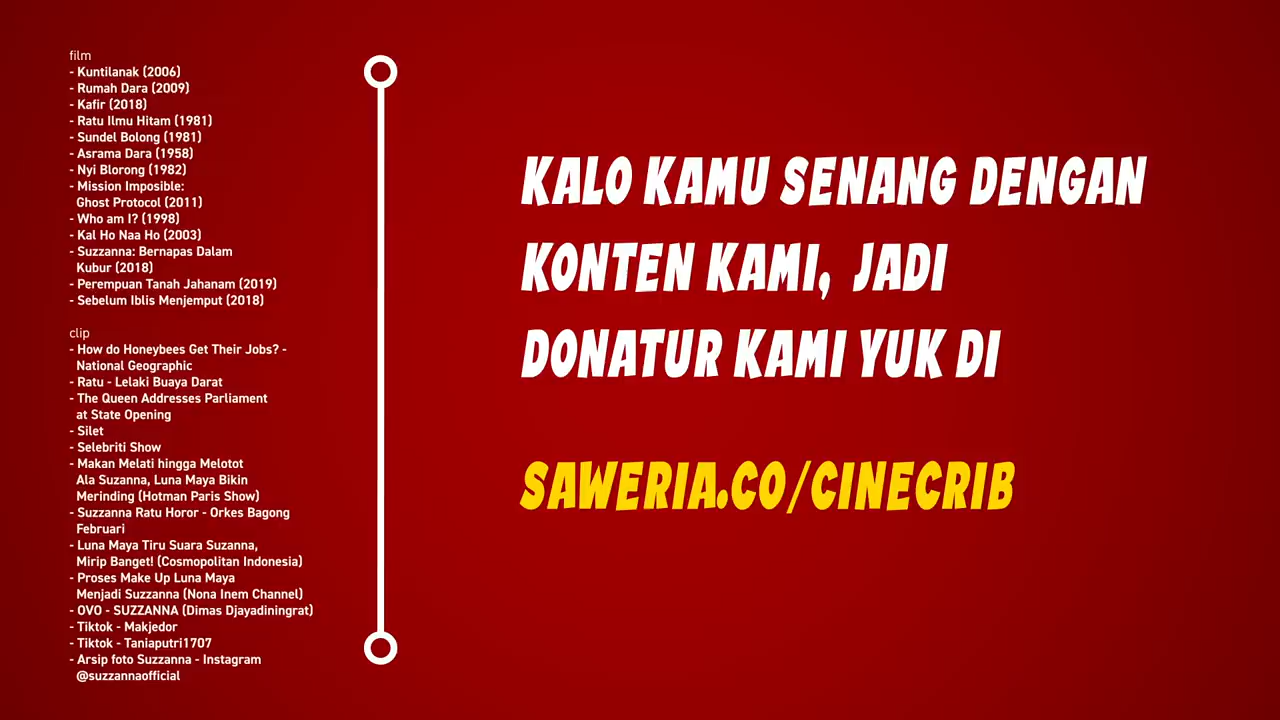 film
- Kuntilanak (2006)
- Rumah Dara (2009)
- Kafir (2018)
- Ratu Ilmu Hitam (1981)
- Sundel Bolong (1981)
- Asrama Dara (1958)
- Nyi Blorong (1982)
- Mission Imposible:
Ghost Protocol (2011)
- Who am I? (1998)
- Kal Ho Naa Ho (2003)
- Suzzanna: Bernapas Dalam
Kubur (2018)
- Perempuan Tanah Jahanam (2019)
- Sebelum Iblis Menjemput (2018)
clip
- How do Honeybees Get Their Jobs? -
National Geographic
- Ratu - Lelaki Buaya Darat
- The Queen Addresses Parliament
at State Opening
- Silet
- Selebriti Show
- Makan Melati hingga Melotot
Ala Suzanna, Luna Maya Bikin
Merinding (Hotman Paris Show)
- Suzzanna Ratu Horor - Orkes Bagong
Februari
- Luna Maya Tiru Suara Suzanna,
Mirip Banget! (Cosmopolitan Indonesia)
- Proses Make Up Luna Maya
Menjadi Suzzanna (Nona Inem Channel)
- OVO - SUZZANNA (Dimas Djayadiningrat)
- Tiktok - Makjedor
- Tiktok - Taniaputri1707
- Arsip foto Suzzanna - Instagram
@suzzannaofficial
KALO KAMU SENANG DENGAN
KONTEN KAMI, JADI
DONATUR KAMI YUK DI
SAWERIA.CO/CINECRIB